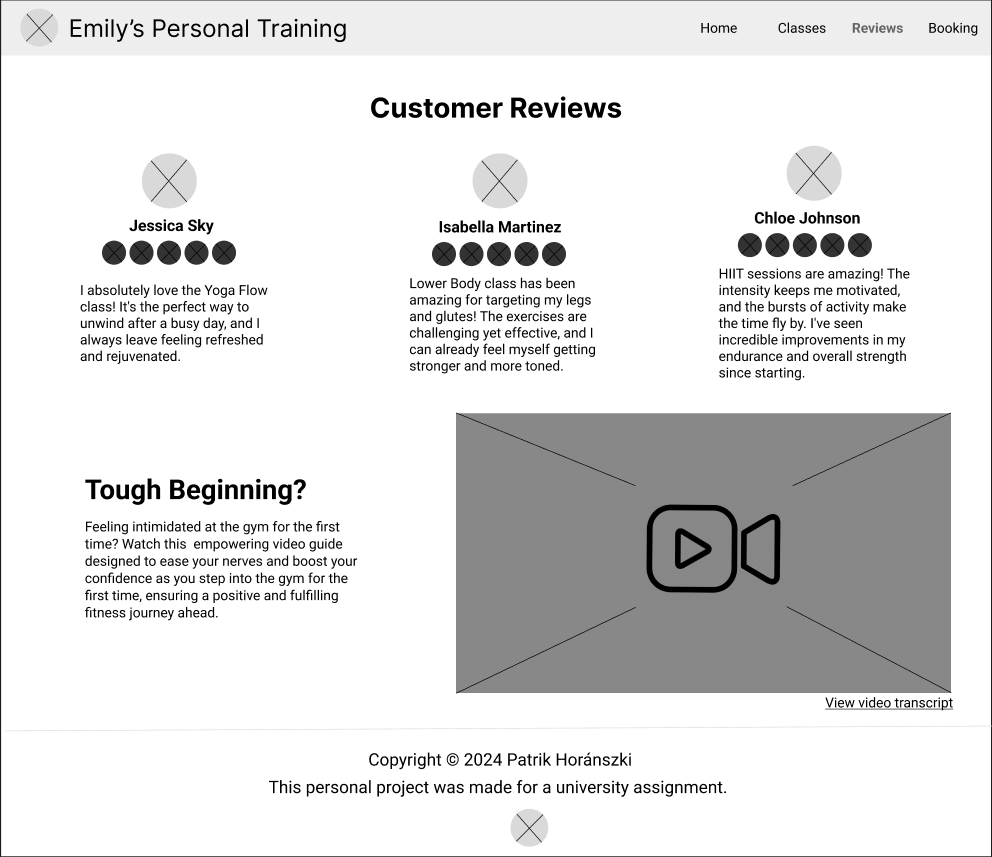 Emily’s Personal Training
Home
Classes
Reviews
Booking
Customer Reviews
Jessica Sky
I absolutely love the Yoga Flow
class! It's the perfect way to
unwind after a busy day, and I
always leave feeling refreshed
and rejuvenated.
Isabella Martinez
Lower Body class has been
amazing for targeting my legs
and glutes! The exercises are
challenging yet effective, and I
can already feel myself getting
stronger and more toned.
Chloe Johnson
HIIT sessions are amazing! The
intensity keeps me motivated,
and the bursts of activity make
the time fly by. I've seen
incredible improvements in my
endurance and overall strength
since starting.
Tough Beginning?
Feeling intimidated at the gym for the first
time? Watch this  empowering video guide
designed to ease your nerves and boost your
confidence as you step into the gym for the
first time, ensuring a positive and fulfilling
fitness journey ahead.
View video transcript
Copyright © 2024 Patrik Horánszki
This personal project was made for a university assignment.